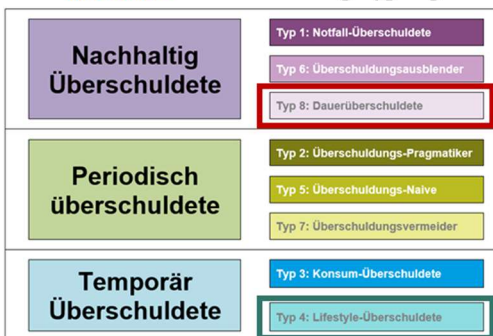 Nachhaltig
Überschuldete
Typ 1: Notfall-Überschuldete
Typ 6: Überschuldungsausblender
Typ 8: Dauerüberschuldete
Periodisch
überschuldete
Typ 2: Überschuldungs-Pragmatiker
Typ 5: Überschuldungs-Naive
Typ 7: Überschuldungsvermeider
Temporär
Überschuldete
Typ 3: Konsum-Überschuldete
Typ 4: Lifestyle-Überschuldete